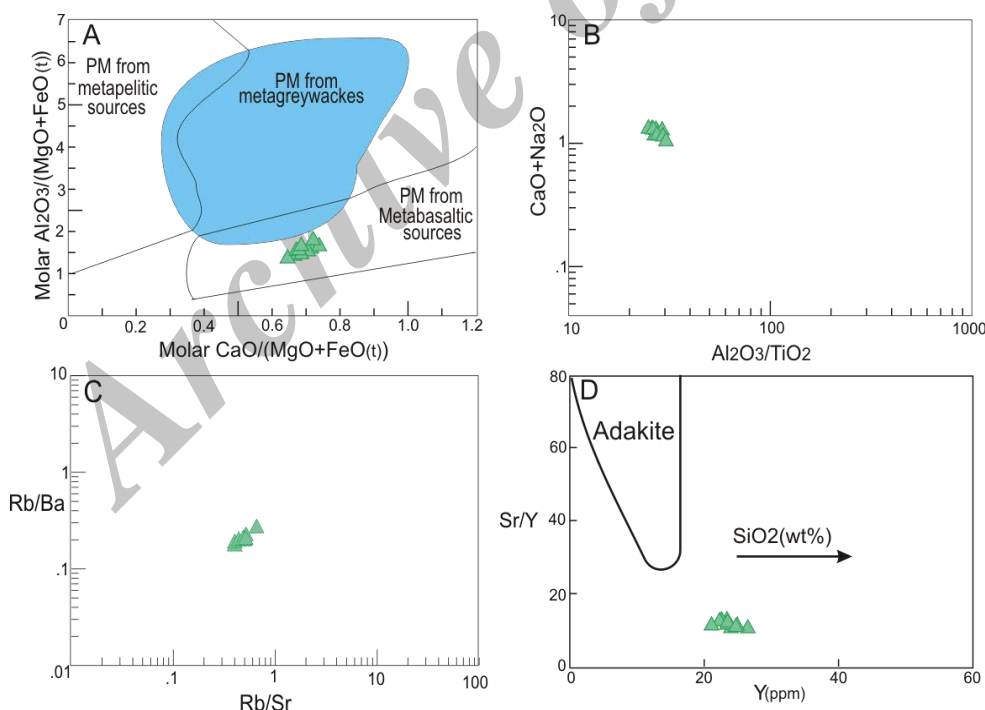 A
7
6
5
4
3
2
1
PM from
metapelitic
sources
PM from
metagreywackes
PM from
Metabasaltic
sources
Molar Al2O3/(MgO+FeO(t))
0
0.2
0.4
0.6
0.8
1.0
1.2
Molar CaO/(MgO+FeO(t))
B
10
1
.1
CaO+Na2O
10
100
1000
Al2O3/TiO2
C
10
1
.1
.01
Rb/Ba
.1
1
10
100
Rb/Sr
D
80
60
40
20
0
Adakite
Sr/Y
SiO2(wt%)
0
20
40
60
Y(ppm)
Archive